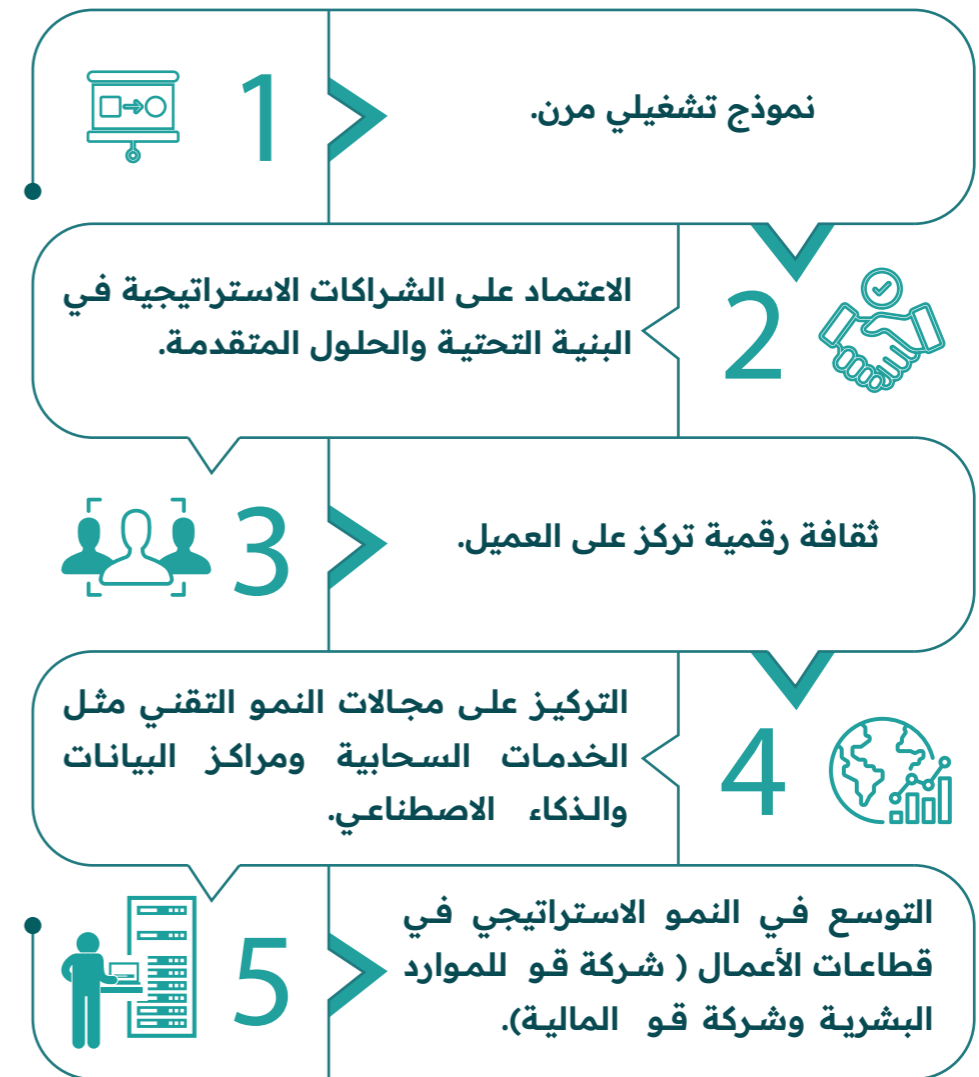 1
نموذج تشغيلي مرن.
2
الاعتماد على الشراكات الاستراتيجية في
البنية التحتية والحلول المتقدمة.
3
ثقافة رقمية تركز على العميل.
4
التركيز على مجالات النمو التقني مثل
الخدمات السحابية ومراكز البيانات
والذكاء الاصطناعي.
5
التوسع في النمو الاستراتيجي في
قطاعات الأعمال ( شركة قو للموارد
البشرية وشركة قو المالية).